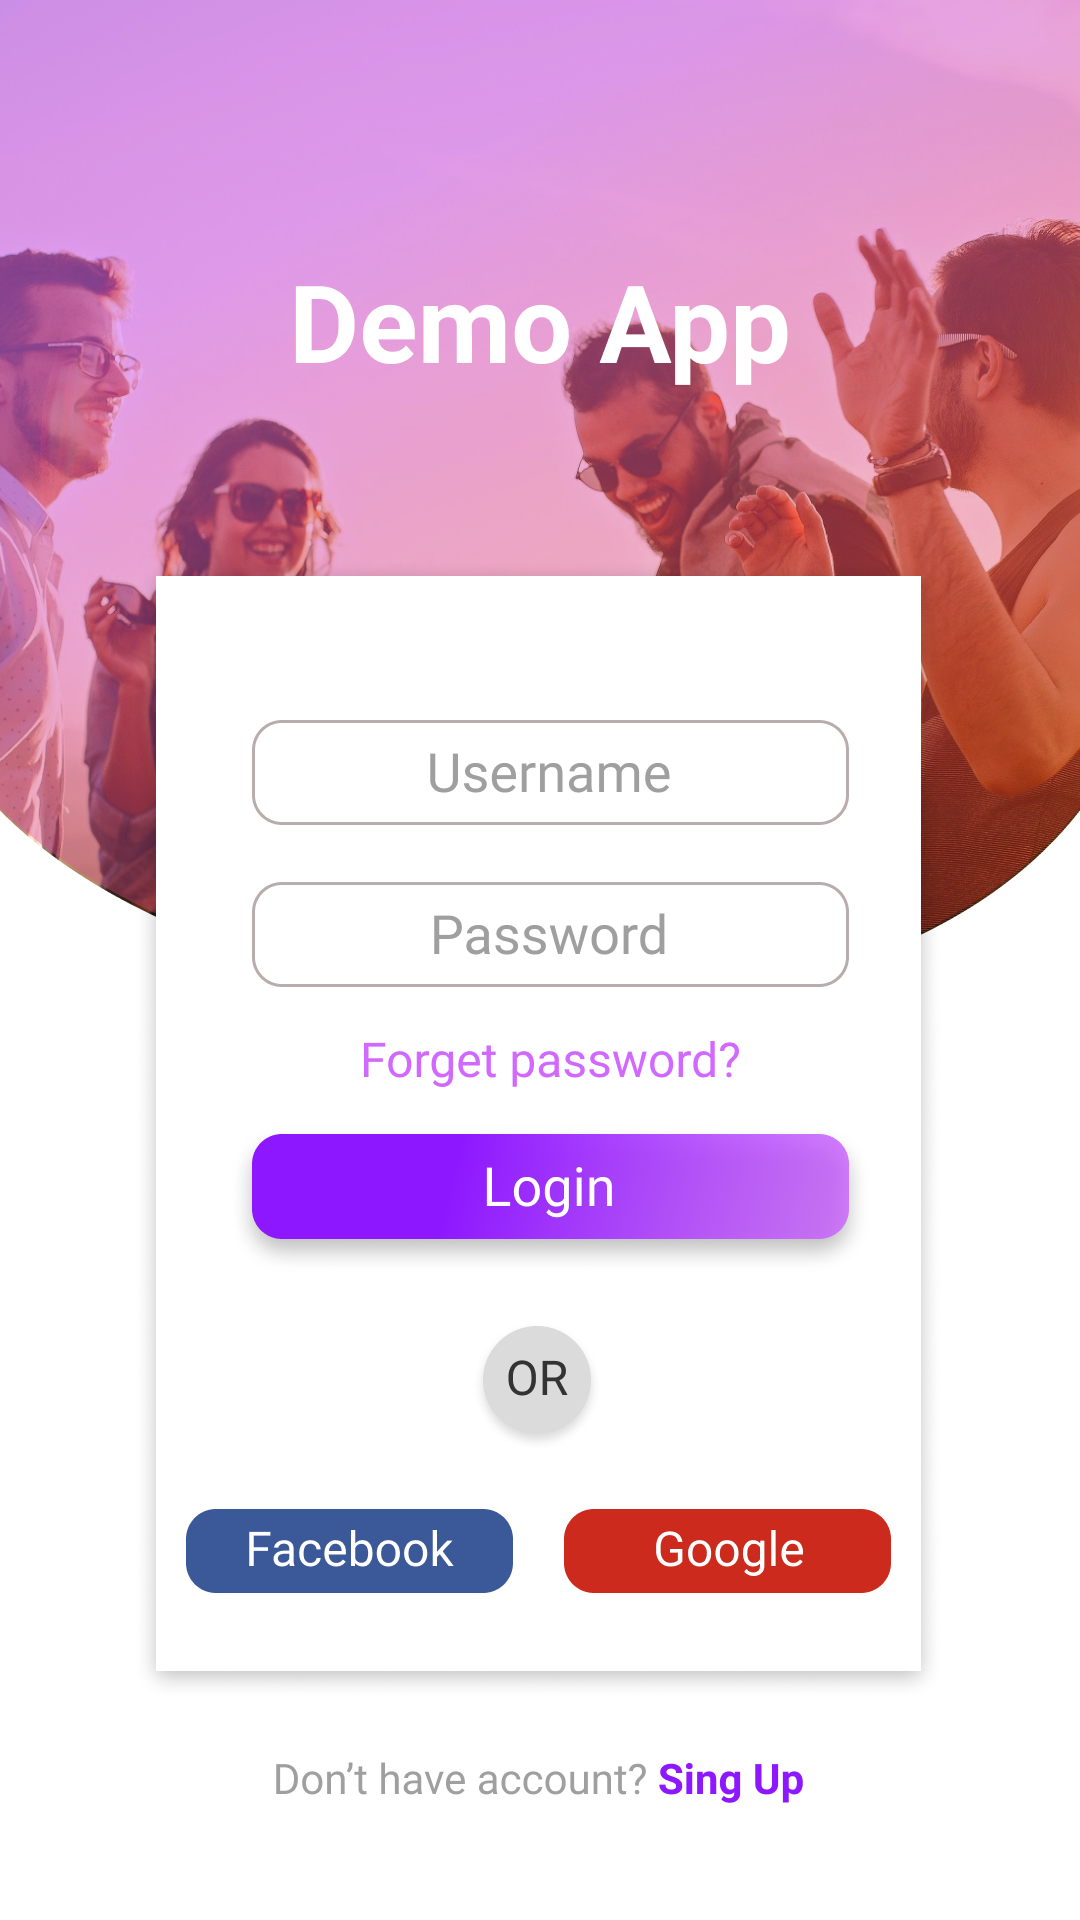 Demo App
Username
Password
Forget password?
Login
OR
Facebook
Google
Don’t have account? Sing Up